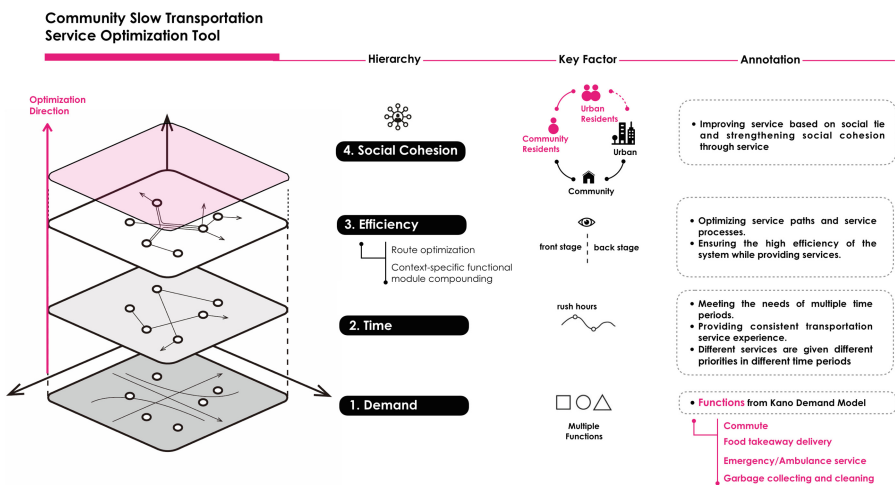 Community Slow Transportation
Service Optimization Tool
Hierarchy
Key Factor
Annotation
Optimization
Direction
4. Social Cohesion
Urban
Residents
Community
Residents
Urban
Community
• Improving service based on social tie
and strengthening social cohesion
through service
3. Efficiency
Route optimization
Context-specific functional
module compounding
front stage
back stage
• Optimizing service paths and service
processes.
• Ensuring the high efficiency of the
system while providing services.
2. Time
rush hours
• Meeting the needs of multiple time
periods.
• Providing consistent transportation
service experience.
• Different services are given different
priorities in different time periods
1. Demand
Multiple
Functions
• Functions from Kano Demand Model
Commute
Food takeaway delivery
Emergency/Ambulance service
Garbage collecting and cleaning